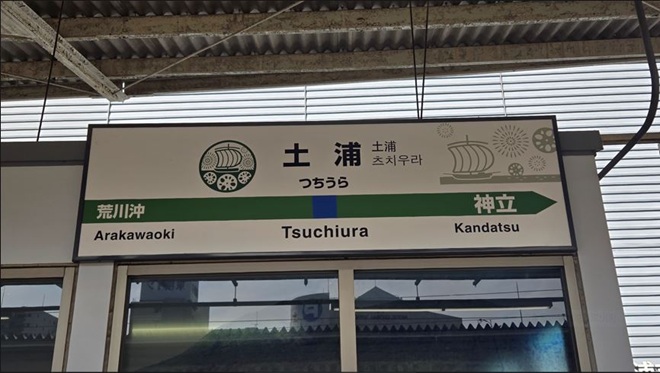 土浦
土浦
츠치우라
つちうら
荒川沖
神立
Arakawaoki
Tsuchiura
Kandatsu